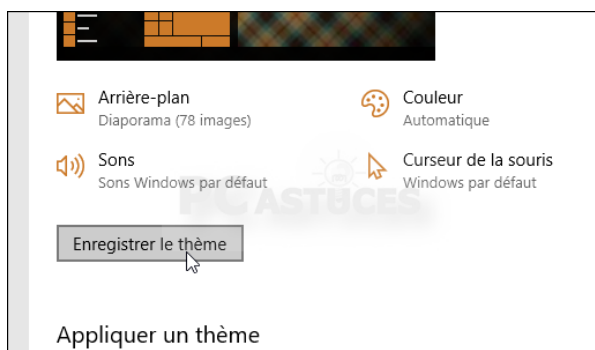 Arrière-plan
Diaporama (78 images)
Couleur
Automatique
Sons
Sons Windows par défaut
Curseur de la souris
Windows par défaut
PC ASTUCES
Enregistrer le thème
Appliquer un thème